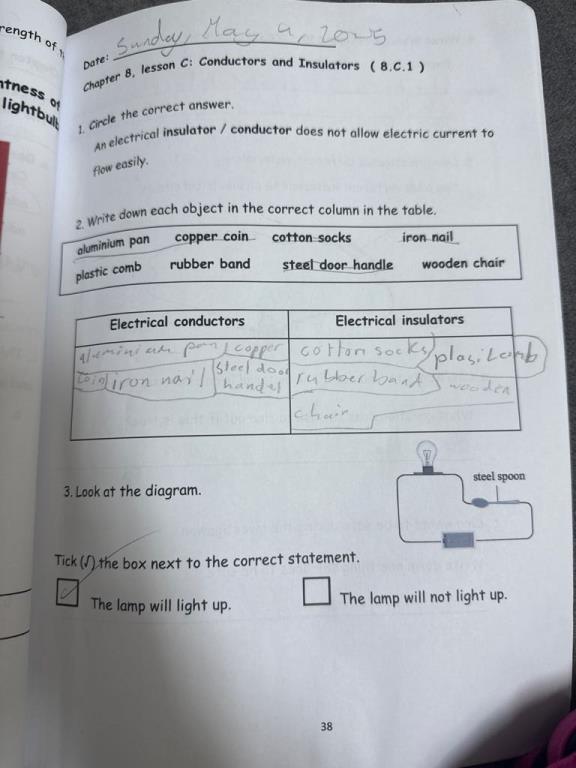 rength of
Date: Sunday, May 4, 2025
ntness of
Chapter 8, lesson C: Conductors and Insulators ( 8.C.1 )
lightbulb
1. Circle the correct answer.
An electrical insulator / conductor does not allow electric current to
flow easily.
2. Write down each object in the correct column in the table.
aluminium pan copper coin cotton socks iron nail
plastic comb rubber band steel door handle wooden chair
Electrical conductors Electrical insulators
aluminium pan / copper cotton socks / plasicomb
coin / iron nail / steel door rubber band / wooden
handel
chair
3. Look at the diagram.
steel spoon
Tick (√) the box next to the correct statement.
The lamp will light up. The lamp will not light up.
38